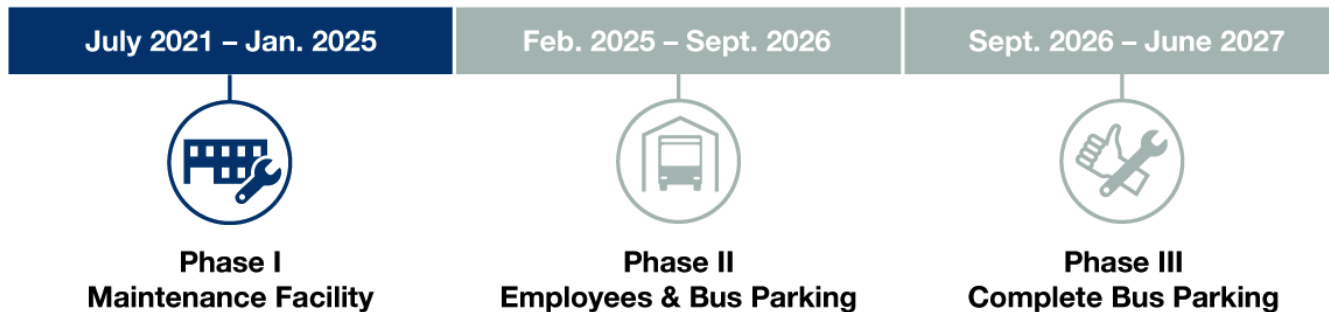 July 2021 – Jan. 2025
Feb. 2025 – Sept. 2026
Sept. 2026 – June 2027
Phase I
Maintenance Facility
Phase II
Employees & Bus Parking
Phase III
Complete Bus Parking